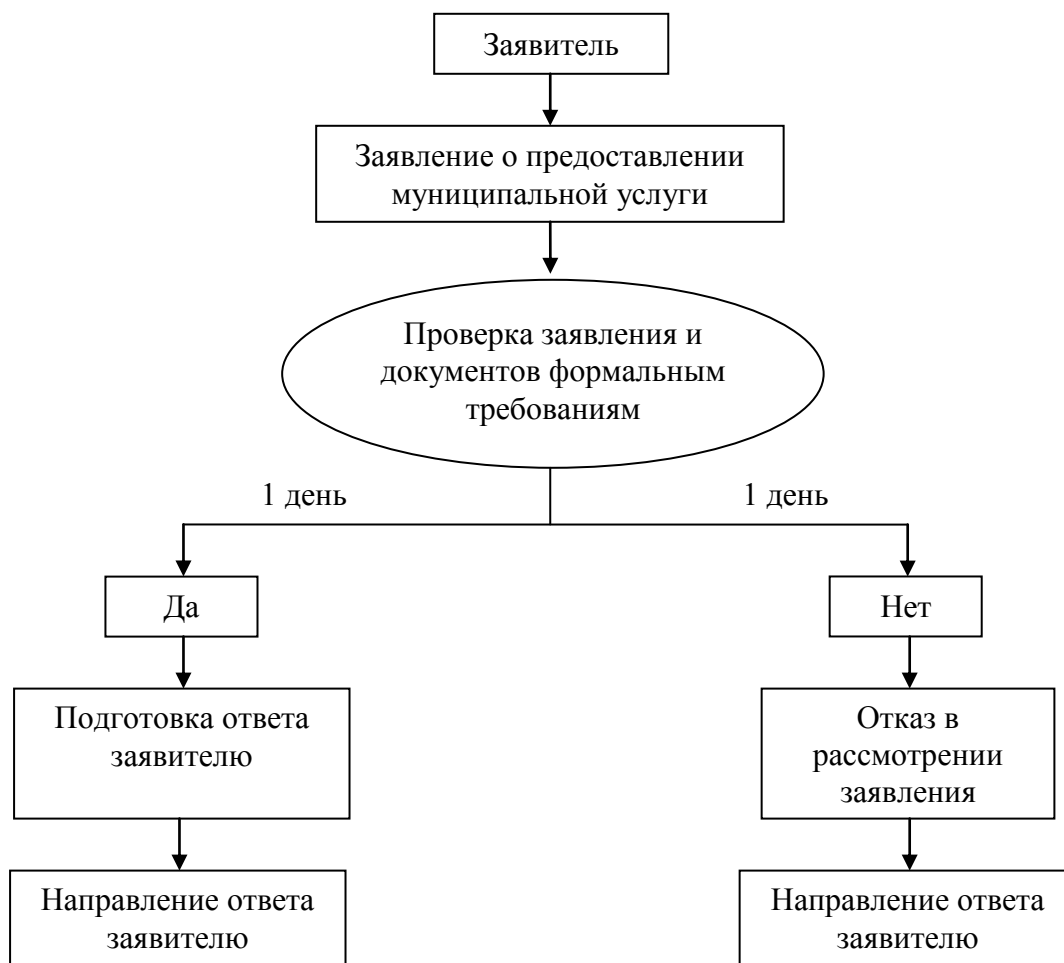 Заявитель
Заявление о предоставлении
муниципальной услуги
Проверка заявления и
документов формальным
требованиям
1 день
1 день
Да
Нет
Подготовка ответа
заявителю
Отказ в
рассмотрении
заявления
Направление ответа
заявителю
Направление ответа
заявителю